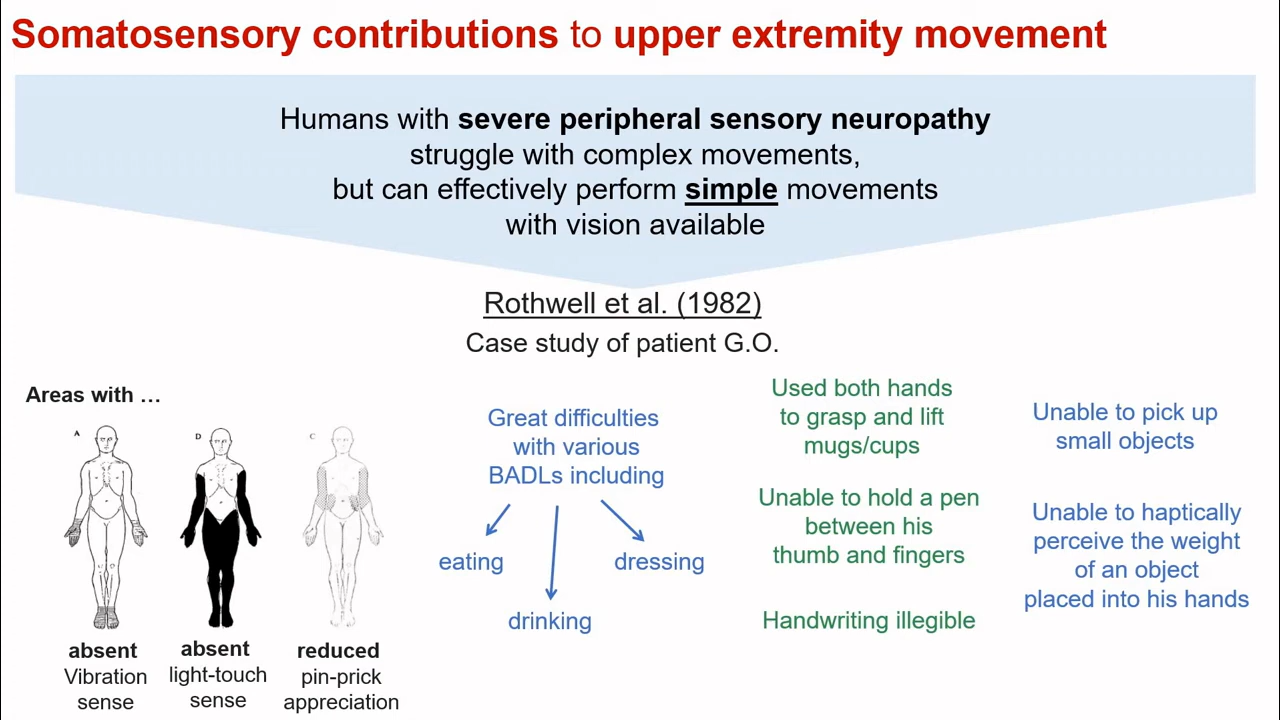 Somatosensory contributions to upper extremity movement
Humans with severe peripheral sensory neuropathy
struggle with complex movements,
but can effectively perform simple movements
with vision available
Rothwell et al. (1982)
Case study of patient G.O.
Areas with …
A
D
C
absent
Vibration
sense
absent
light-touch
sense
reduced
pin-prick
appreciation
Great difficulties
with various
BADLs including
eating
drinking
dressing
Used both hands
to grasp and lift
mugs/cups
Unable to hold a pen
between his
thumb and fingers
Handwriting illegible
Unable to pick up
small objects
Unable to haptically
perceive the weight
of an object
placed into his hands